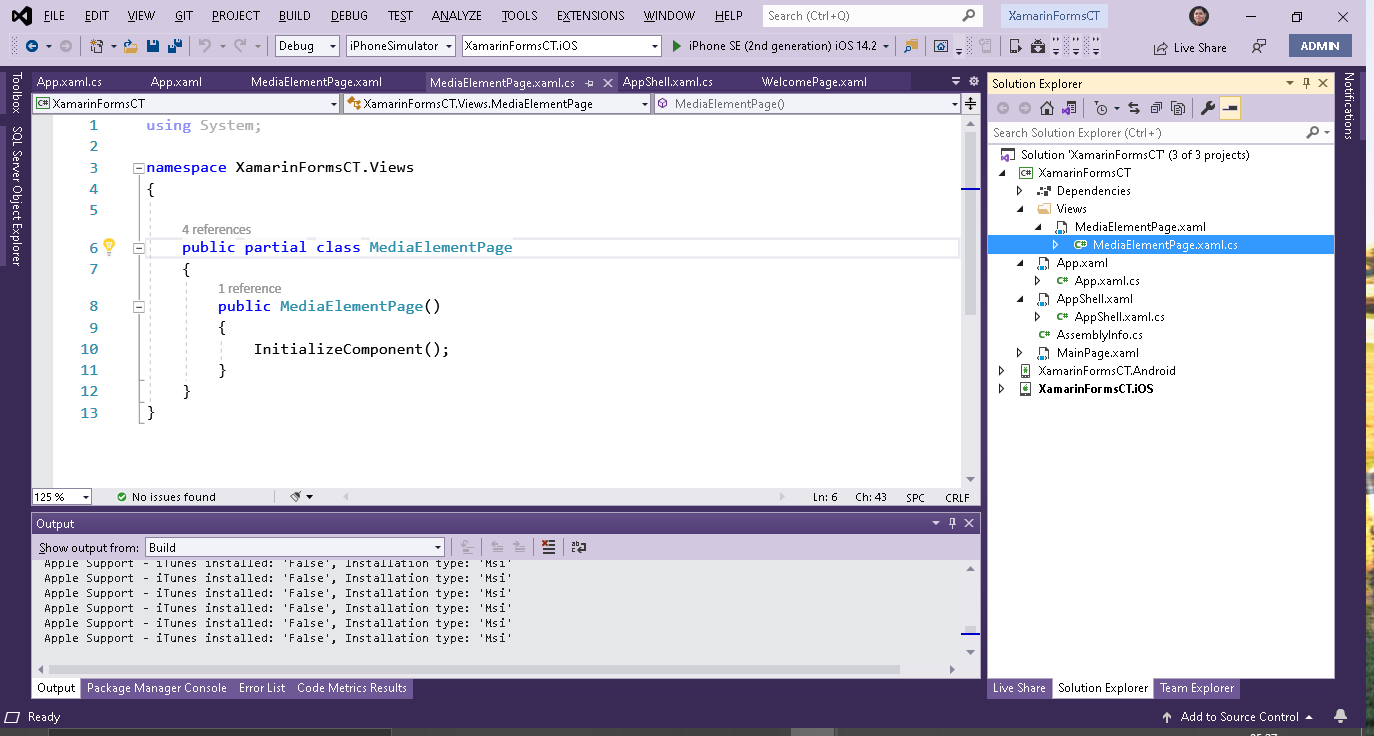 FILE EDIT VIEW GIT PROJECT BUILD DEBUG TEST ANALYZE TOOLS EXTENSIONS WINDOW HELP Search (Ctrl+Q) XamarinFormsCT
Debug iPhoneSimulator XamarinFormsCT.iOS iPhone SE (2nd generation) iOS 14.2 Live Share ADMIN
Toolbox
SQL Server Object Explorer
App.xaml.cs App.xaml MediaElementPage.xaml MediaElementPage.xaml.cs AppShell.xaml.cs WelcomePage.xaml
C# XamarinFormsCT XamarinFormsCT.Views.MediaElementPage MediaElementPage()
1 using System;
2
3 namespace XamarinFormsCT.Views
4 {
5
4 references
6 public partial class MediaElementPage
7 {
1 reference
8 public MediaElementPage()
9 {
10 InitializeComponent();
11 }
12 }
13 }
125 % No issues found Ln: 6 Ch: 43 SPC CRLF
Output
Show output from: Build
Apple Support - iTunes installed: 'False', Installation type: 'Msi'
Apple Support - iTunes installed: 'False', Installation type: 'Msi'
Apple Support - iTunes installed: 'False', Installation type: 'Msi'
Apple Support - iTunes installed: 'False', Installation type: 'Msi'
Apple Support - iTunes installed: 'False', Installation type: 'Msi'
Apple Support - iTunes installed: 'False', Installation type: 'Msi'
Output Package Manager Console Error List Code Metrics Results
Solution Explorer
Search Solution Explorer (Ctrl+')
Solution 'XamarinFormsCT' (3 of 3 projects)
C# XamarinFormsCT
Dependencies
Views
MediaElementPage.xaml
C# MediaElementPage.xaml.cs
App.xaml
C# App.xaml.cs
AppShell.xaml
C# AppShell.xaml.cs
C# AssemblyInfo.cs
MainPage.xaml
XamarinFormsCT.Android
XamarinFormsCT.iOS
Live Share Solution Explorer Team Explorer
Notifications
Ready Add to Source Control